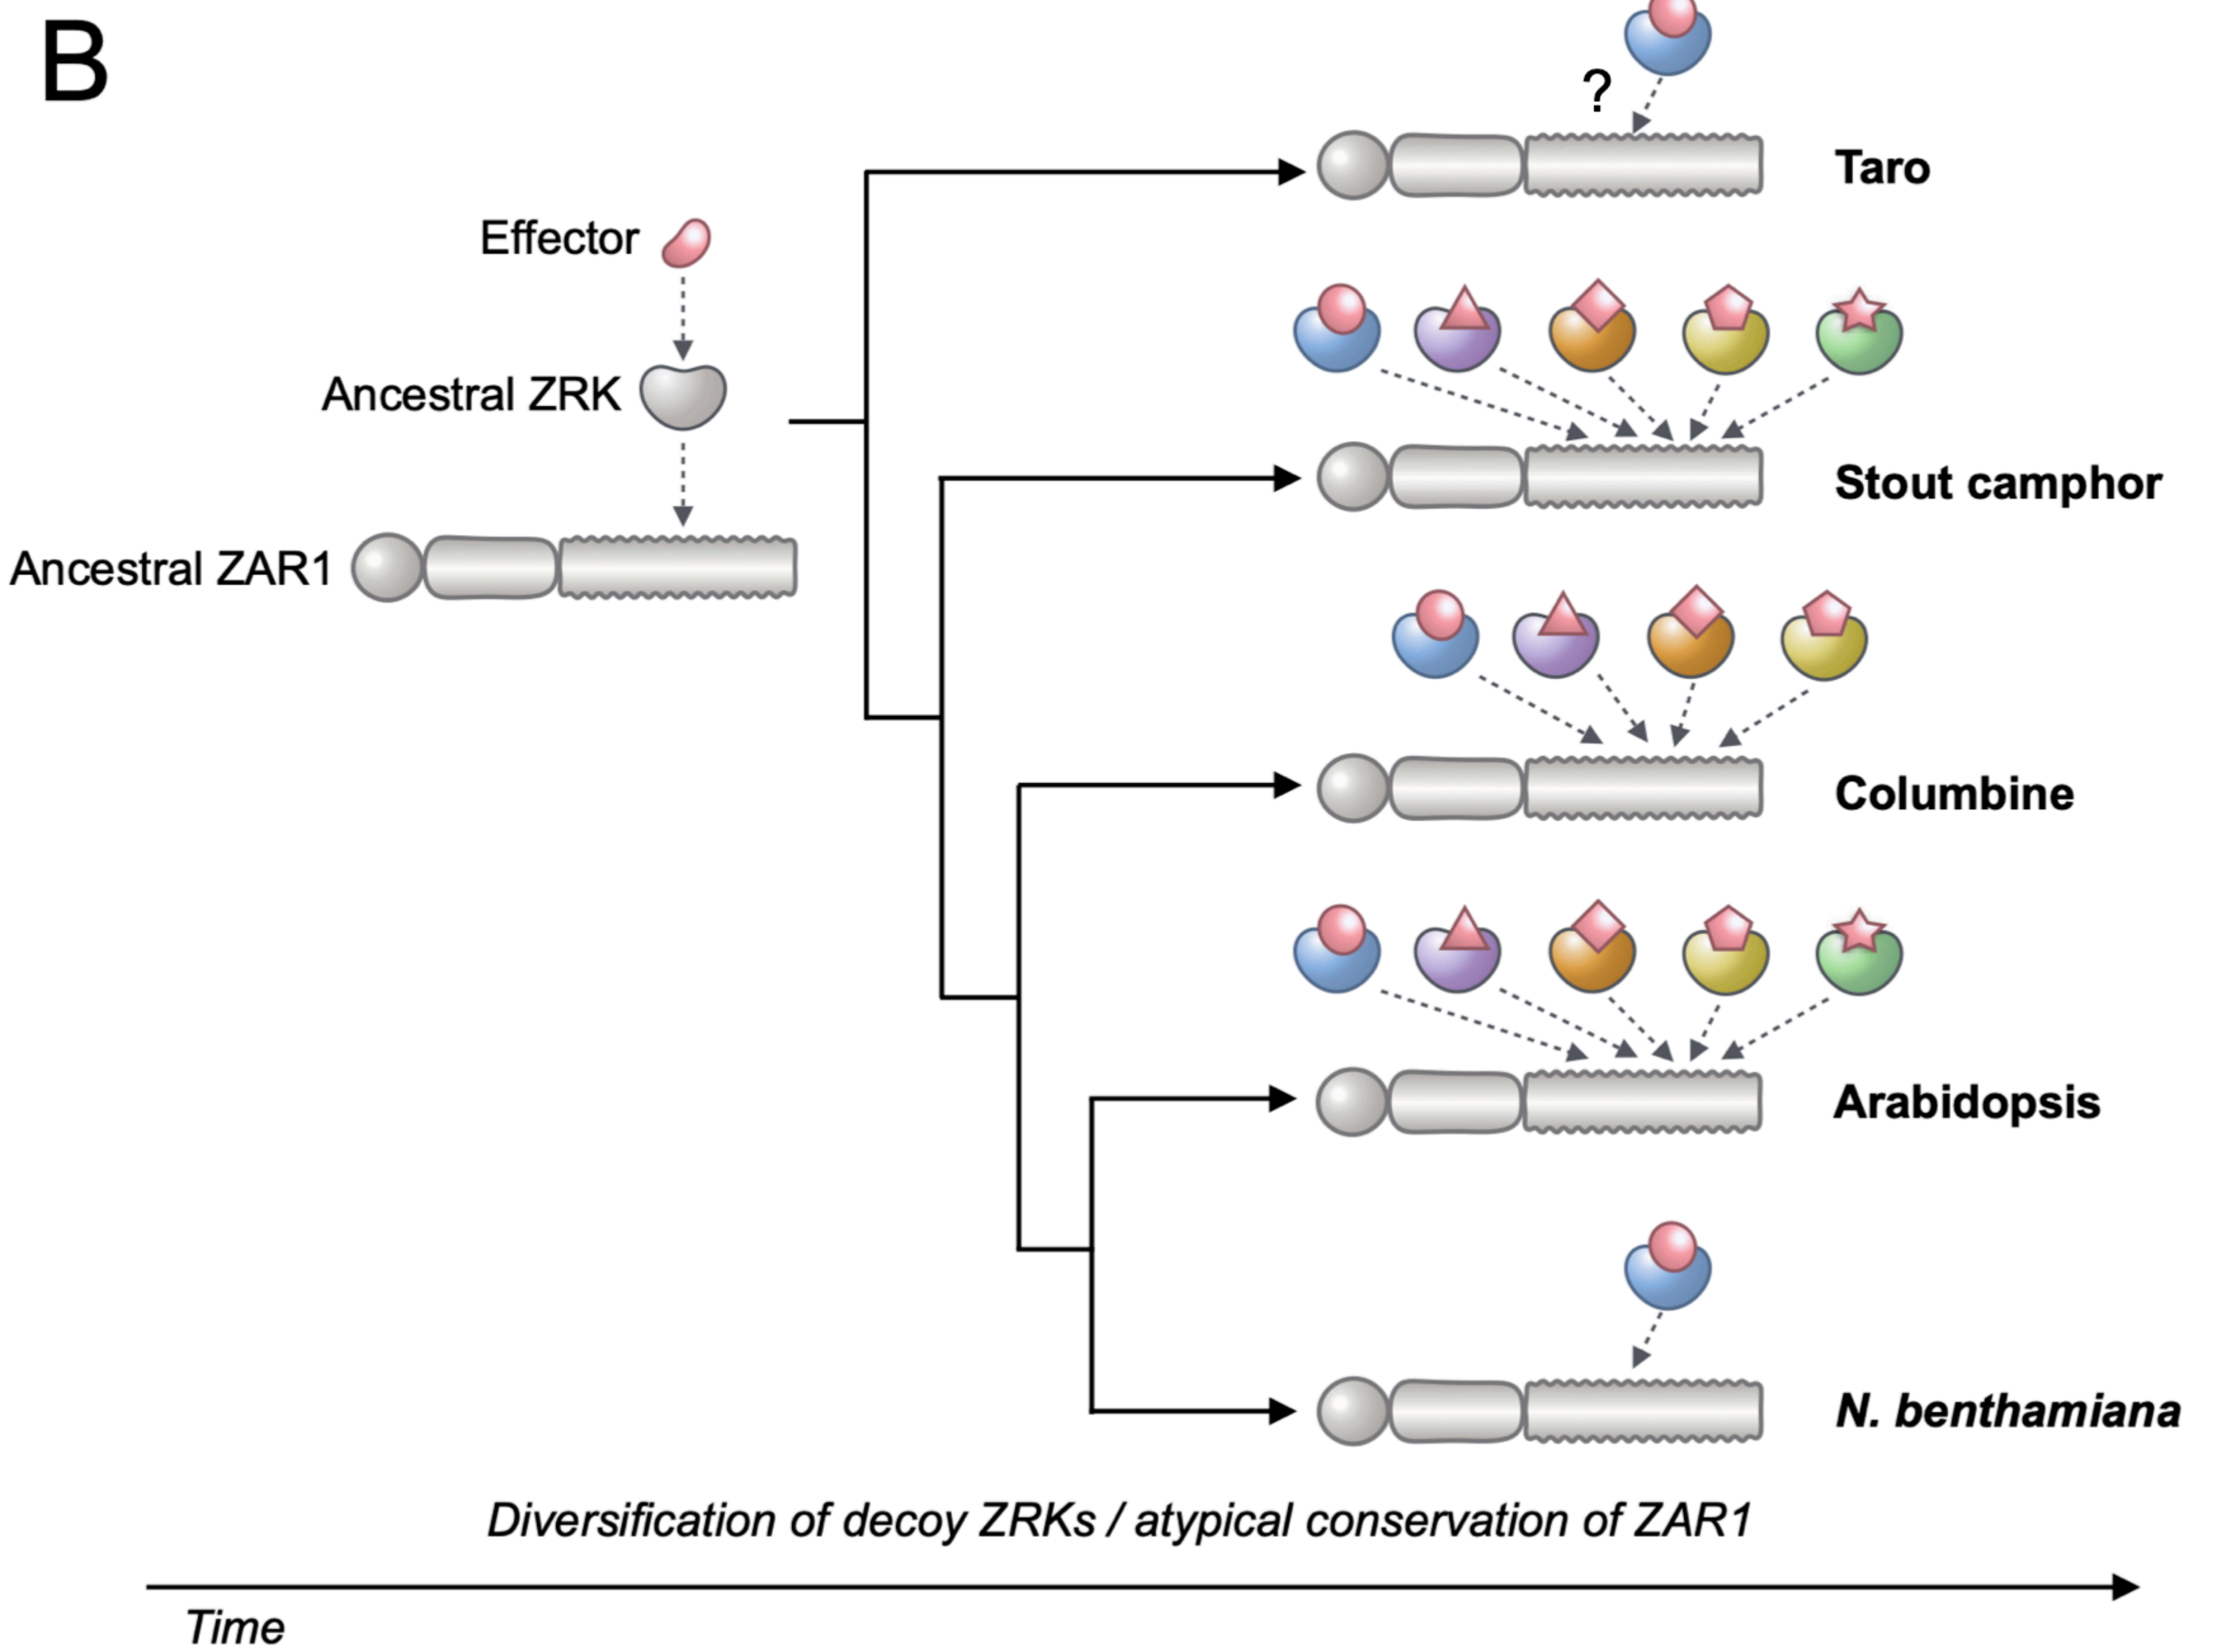 B
?
Taro
Effector
Ancestral ZRK
Stout camphor
Ancestral ZAR1
Columbine
Arabidopsis
N. benthamiana
Diversification of decoy ZRKs / atypical conservation of ZAR1
Time